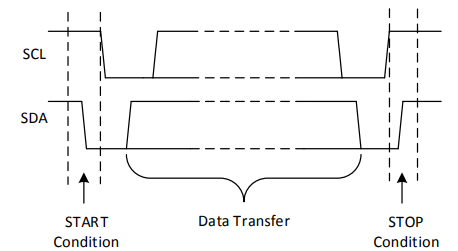 SCL
SDA
START
Condition
Data Transfer
STOP
Condition